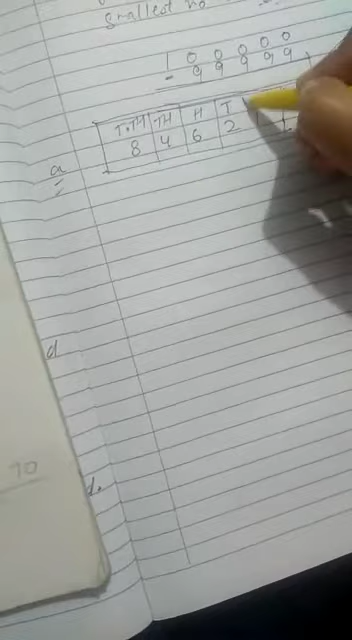 smallest no
1 0 0 0 0 0
- 9 9 9 9 9
T.TH TH H T
a 8 4 6 2
d
10
d.